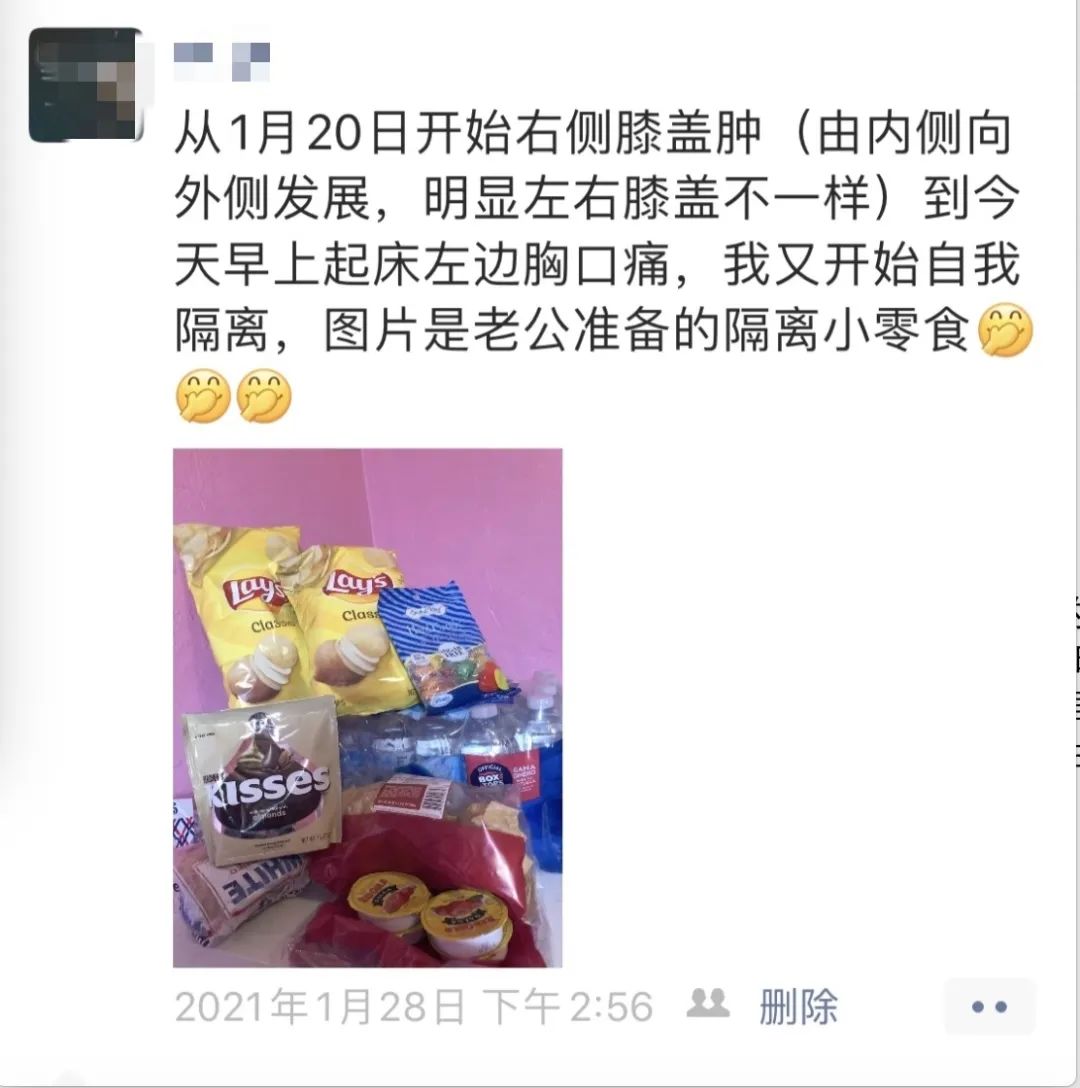 从1月20日开始右侧膝盖肿（由内侧向
外侧发展，明显左右膝盖不一样）到今
天早上起床左边胸口痛，我又开始自我
隔离，图片是老公准备的隔离小零食🤭
🤭🤭
Lay's
Lay's
Classic
Class
KISSES
almonds
OFFICIAL
BOX
TOPS
GANA
DINERO
WHITE
2021年1月28日 下午2:56
删除